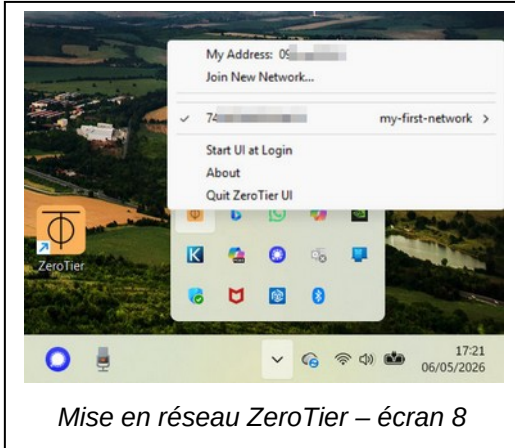 My Address: 09
Join New Network...
74 my-first-network
Start UI at Login
About
Quit ZeroTier UI
ZeroTier
17:21
06/05/2026
Mise en réseau ZeroTier – écran 8